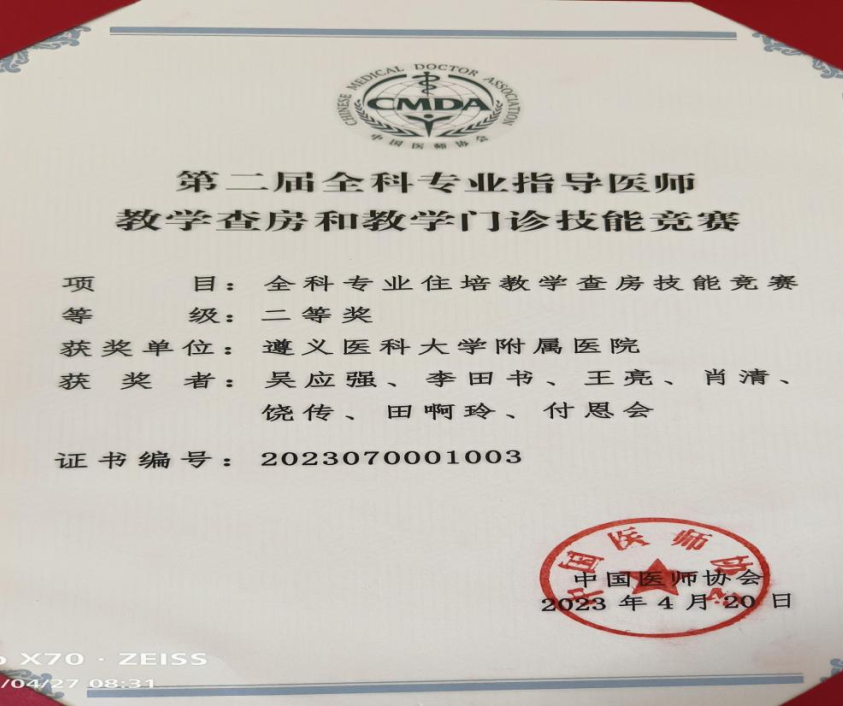 CHINESE MEDICAL DOCTOR ASSOCIATION
CMDA
中国医师协会
第二届全科专业指导医师
教学查房和教学门诊技能竞赛
项目：全科专业住培教学查房技能竞赛
等级：二等奖
获奖单位：遵义医科大学附属医院
获奖者：吴应强、李田书、王亮、肖清、
饶传、田啊玲、付恩会
证书编号：2023070001003
中国医师协会
中国医师协会
2023年4月20日
X70 · ZEISS
/04/27 08:31